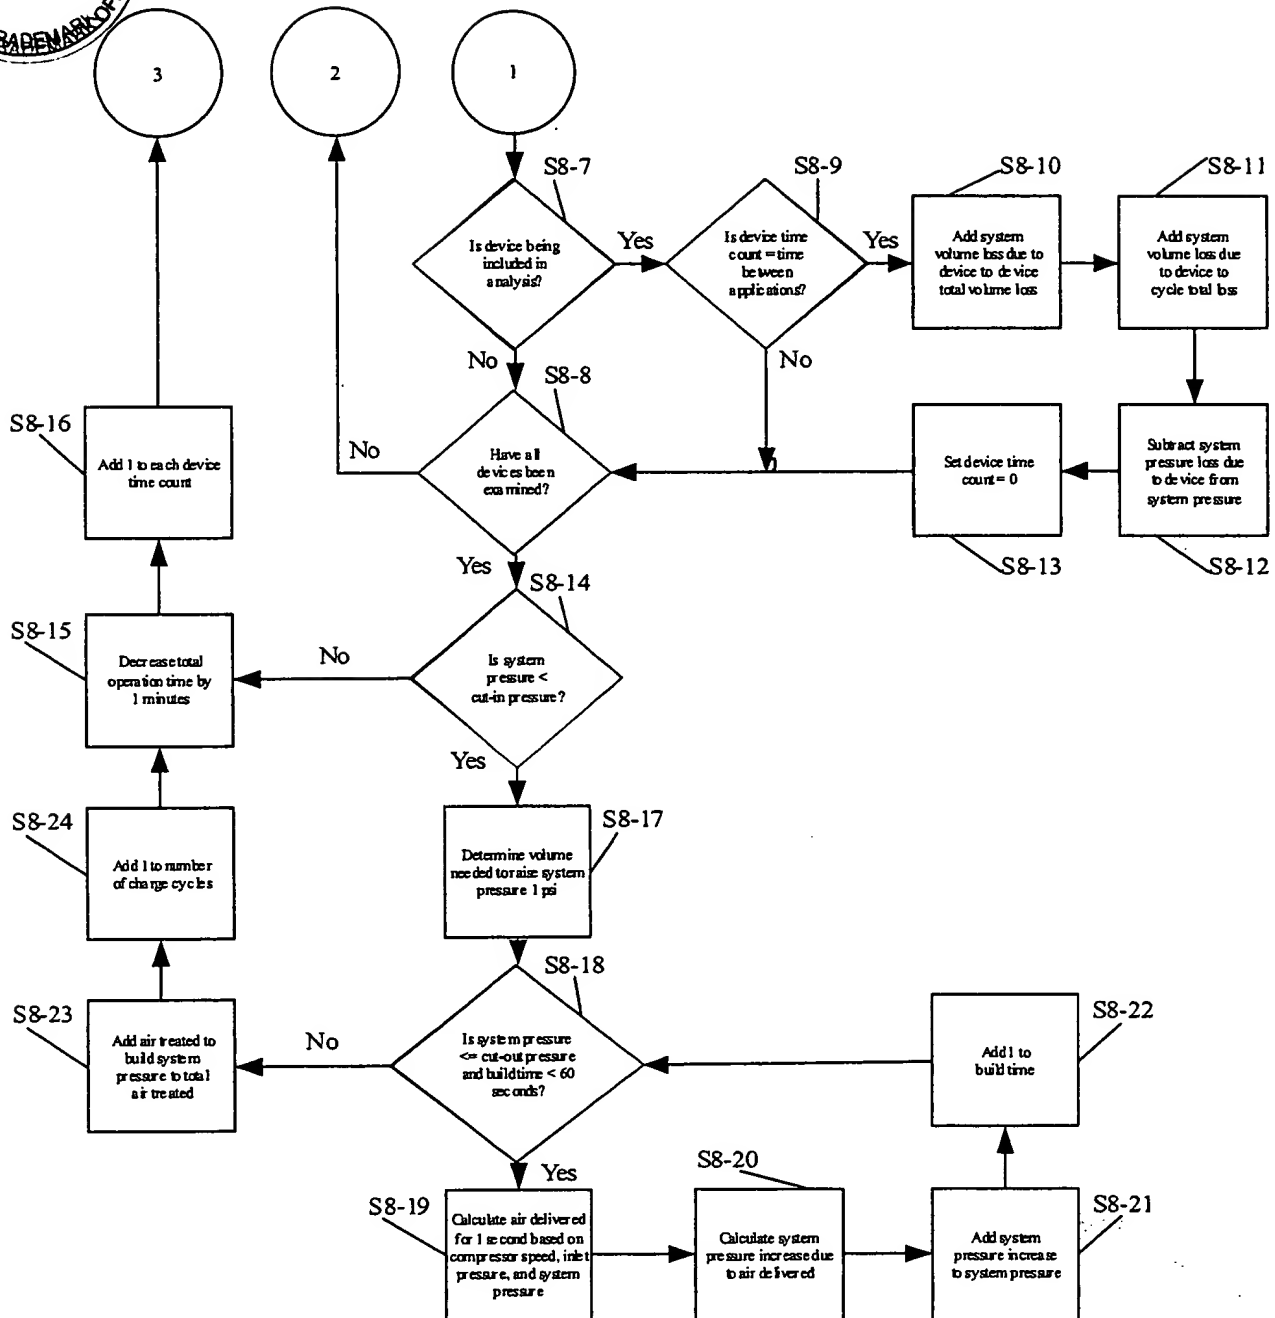 TRADEMARK OF
3
2
1
S8-7
S8-9
S8-10
S8-11
Is device being
included in
analysis?
Yes
Is device time
count = time
between
applications?
Yes
Add system
volume loss due to
device to device
total volume loss
Add system
volume loss due
to device to
cycle total loss
No
No
S8-8
S8-16
Add 1 to each device
time count
No
Have all
devices been
examined?
Set device time
count = 0
Subtract system
pressure loss due
to device from
system pressure
S8-13
S8-12
Yes
S8-14
S8-15
Decrease total
operation time by
1 minutes
No
Is system
pressure <
cut-in pressure?
Yes
S8-24
Add 1 to number
of charge cycles
S8-17
Determine volume
needed to raise system
pressure 1 psi
S8-18
S8-23
Add air treated to
build system
pressure to total
air treated
No
Is system pressure
<= cut-out pressure
and build time < 60
seconds?
S8-22
Add 1 to
build time
Yes
S8-19
Calculate air delivered
for 1 second based on
compressor speed, inlet
pressure, and system
pressure
S8-20
Calculate system
pressure increase due
to air delivered
S8-21
Add system
pressure increase
to system pressure